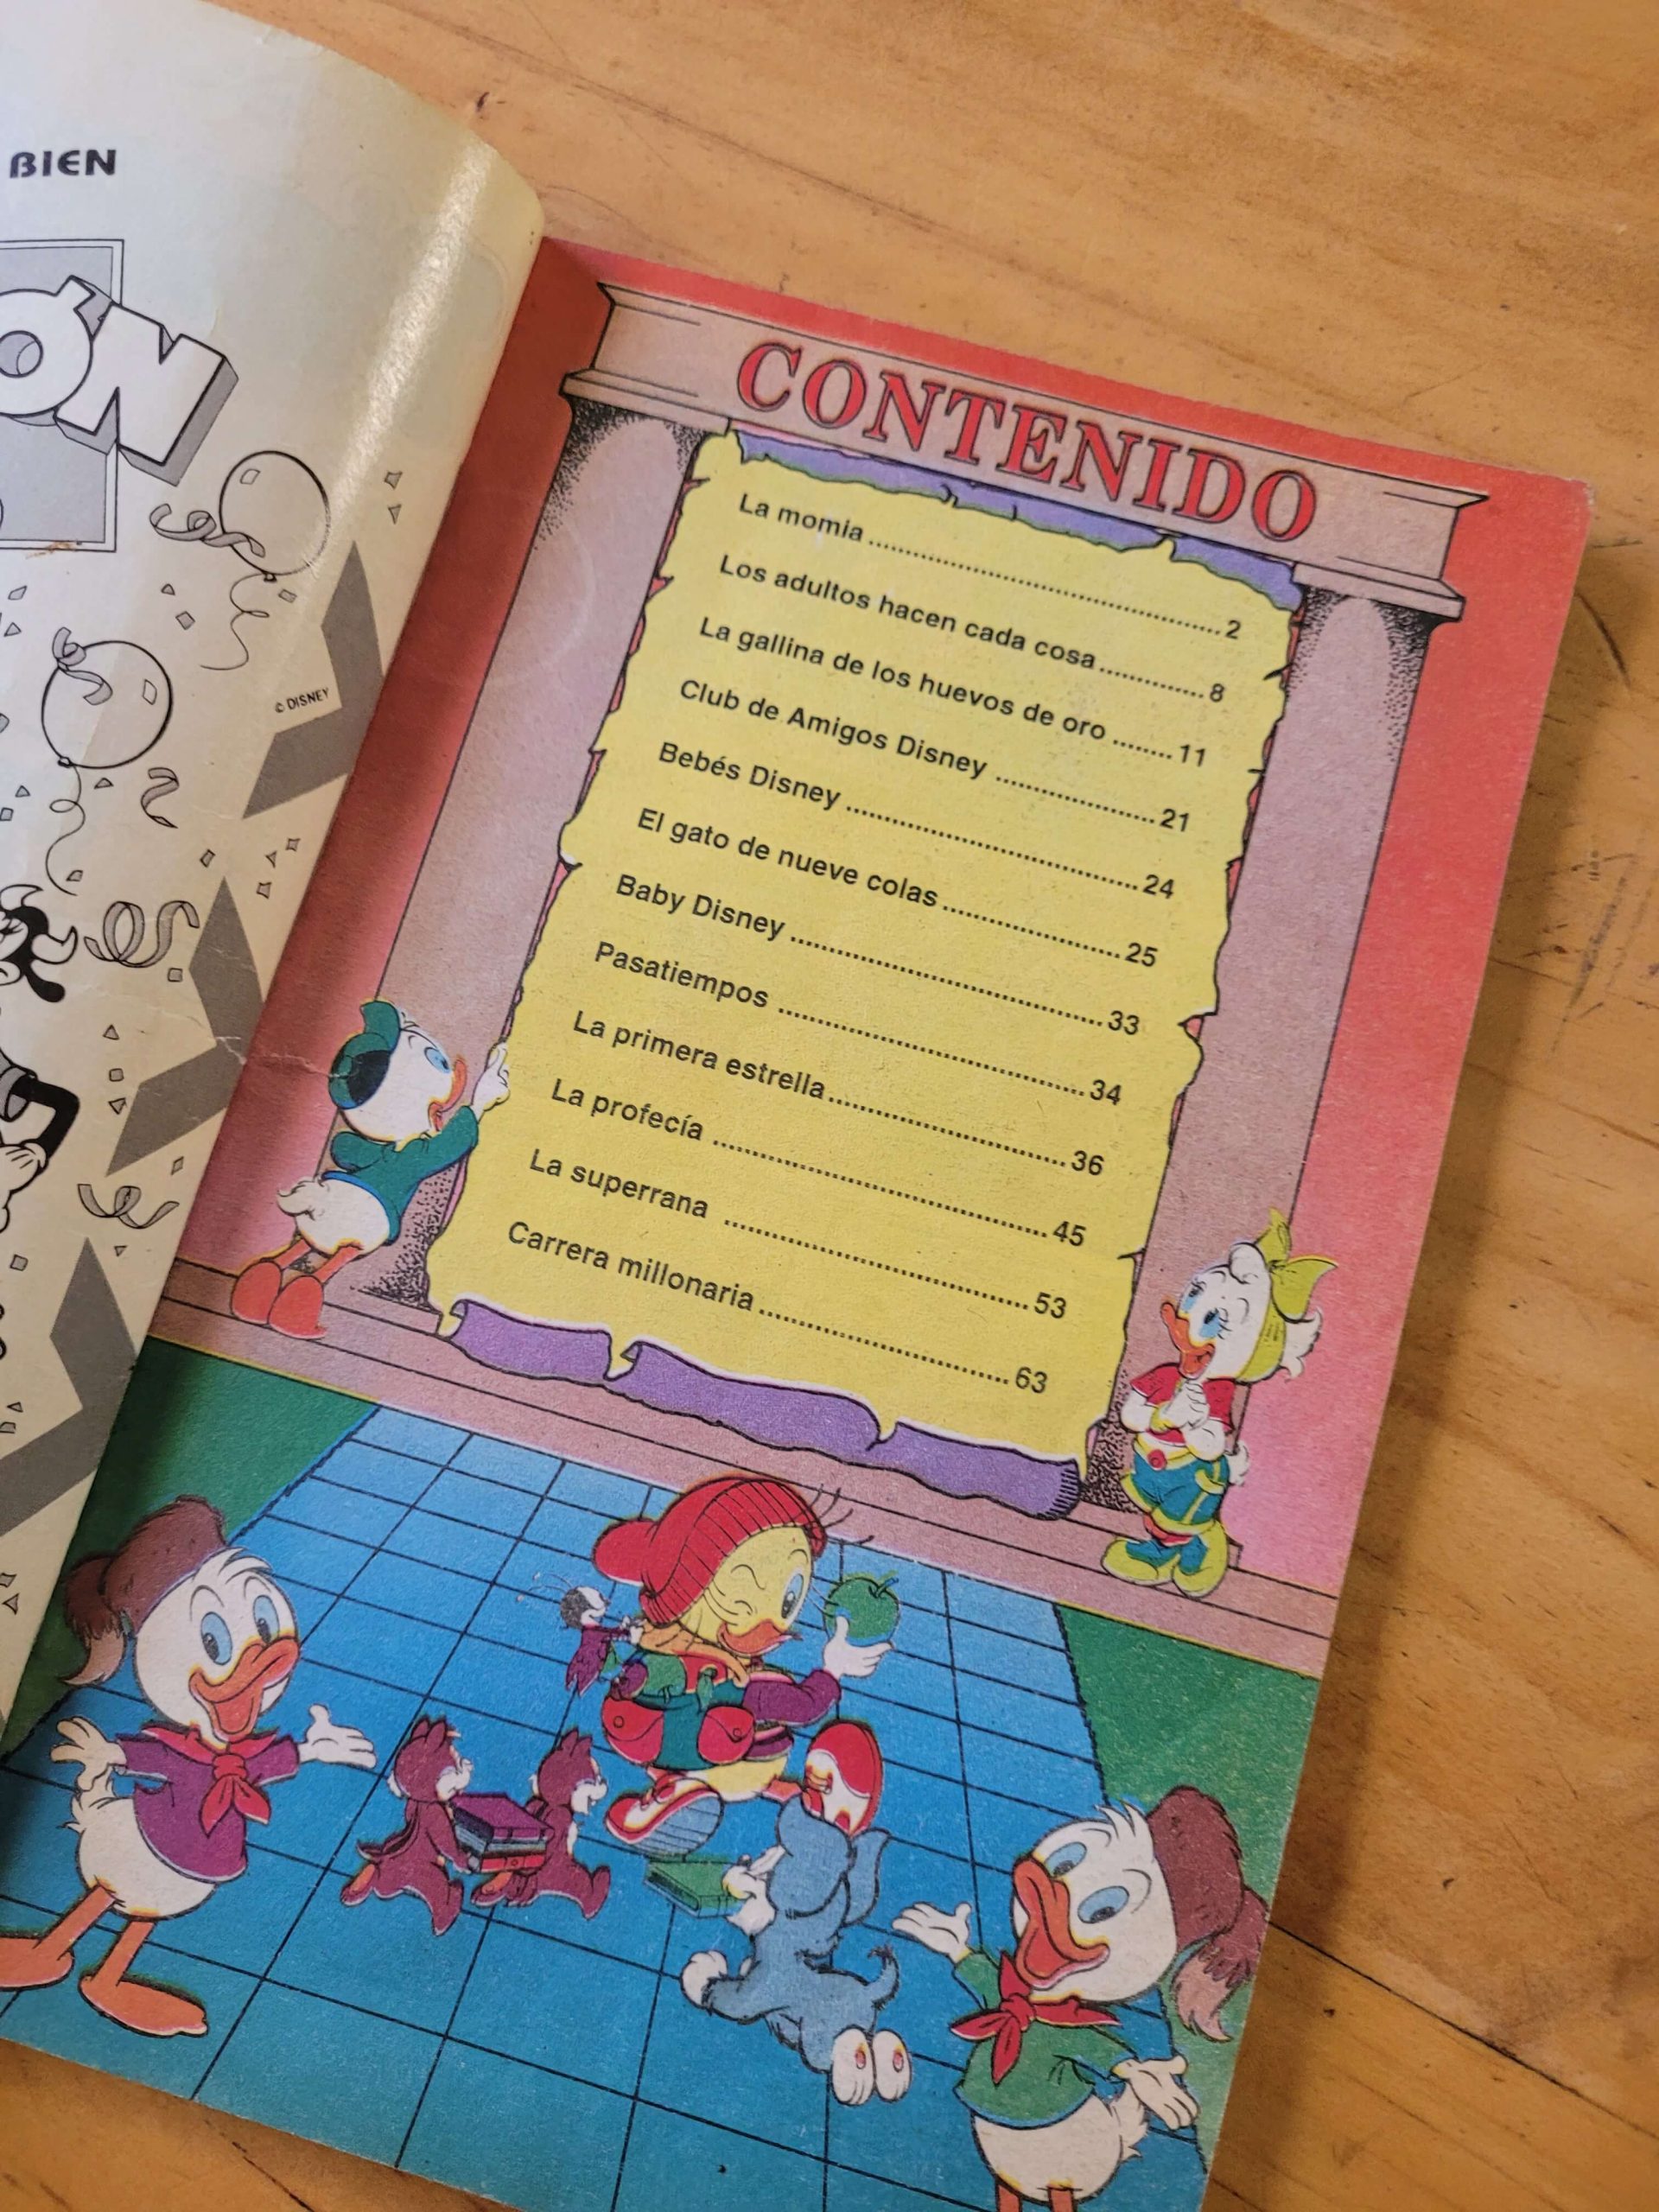 BIEN
ÓN
© DISNEY
CONTENIDO
La momia ................................................ 2
Los adultos hacen cada cosa .............. 8
La gallina de los huevos de oro ........ 11
Club de Amigos Disney ..................... 21
Bebés Disney ....................................... 24
El gato de nueve colas ....................... 25
Baby Disney ......................................... 33
Pasatiempos ........................................ 34
La primera estrella .............................. 36
La profecía ........................................... 45
La superrana ........................................ 53
Carrera millonaria ................................ 63